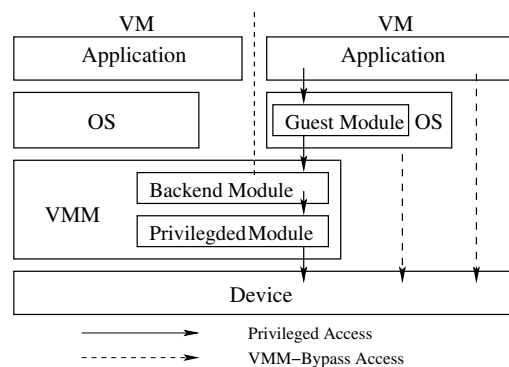 VM
VM
Application
Application
OS
Guest Module
OS
VMM
Backend Module
Privilegded Module
Device
Privileged Access
VMM-Bypass Access